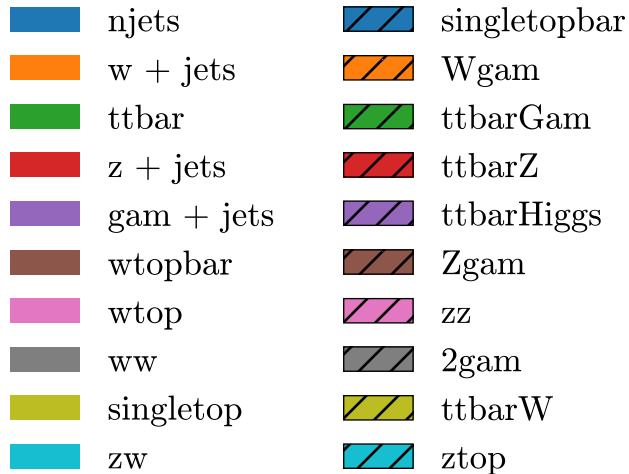 njets
w + jets
ttbar
z + jets
gam + jets
wtopbar
wtop
ww
singletop
zw
singletopbar
Wgam
ttbarGam
ttbarZ
ttbarHiggs
Zgam
zz
2gam
ttbarW
ztop